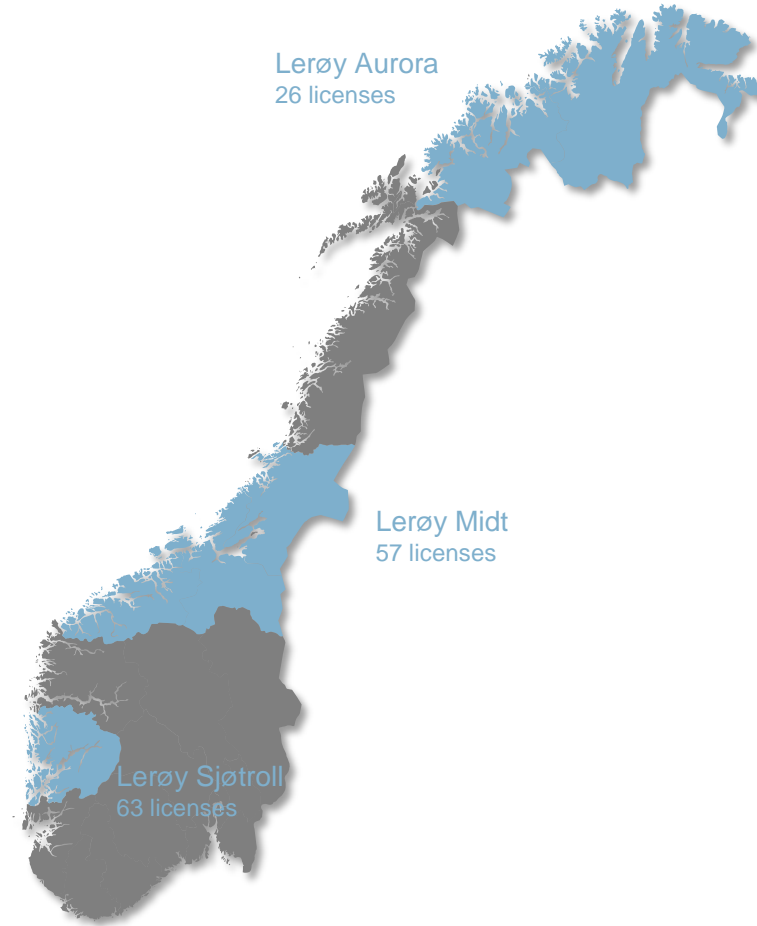 Lerøy Aurora
26 licenses
Lerøy Midt
57 licenses
Lerøy Sjøtroll
63 licenses